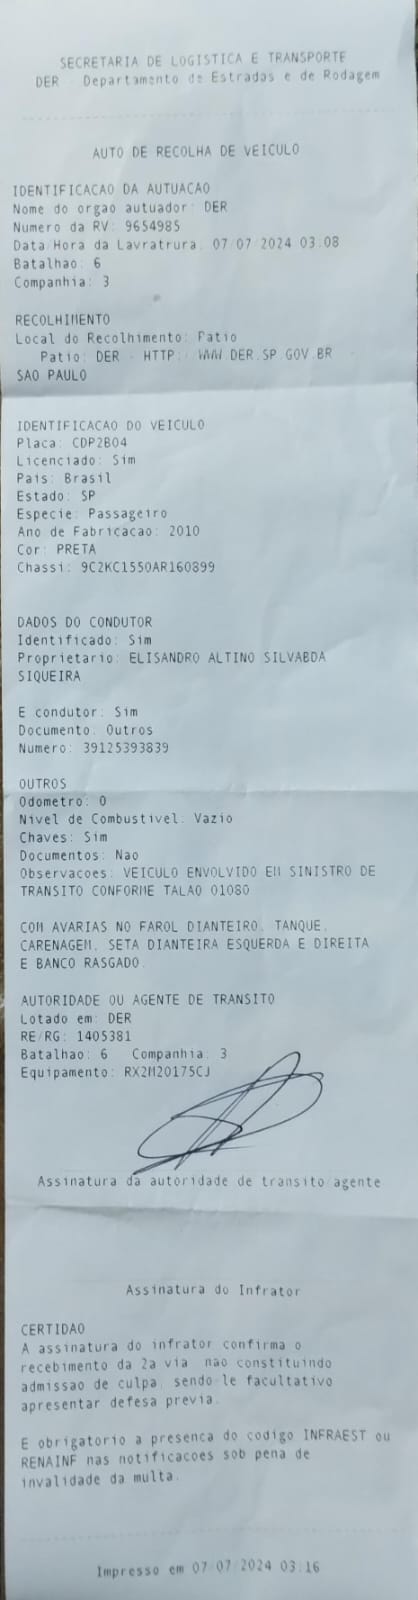 SECRETARIA DE LOGISTICA E TRANSPORTE
DER - Departamento de Estradas e de Rodagem
AUTO DE RECOLHA DE VEICULO
IDENTIFICACAO DA AUTUACAO
Nome do orgao autuador: DER
Numero da RV: 9654985
Data Hora da Lavratrura: 07/07/2024 03:08
Batalhao: 6
Companhia: 3
RECOLHIMENTO
Local do Recolhimento: Patio
Patio: DER - HTTP:- WWW.DER.SP.GOV.BR
SAO PAULO
IDENTIFICACAO DO VEICULO
Placa: CDP2B04
Licenciado: Sim
Pais: Brasil
Estado: SP
Especie: Passageiro
Ano de Fabricacao: 2010
Cor: PRETA
Chassi: 9C2KC1550AR160899
DADOS DO CONDUTOR
Identificado: Sim
Proprietario: ELISANDRO ALTINO SILVABDA
SIQUEIRA
E condutor: Sim
Documento: Outros
Numero: 39125393839
OUTROS
Odometro: 0
Nivel de Combustivel: Vazio
Chaves: Sim
Documentos: Nao
Observacoes: VEICULO ENVOLVIDO EM SINISTRO DE
TRANSITO CONFORME TALAO 01080
COM AVARIAS NO FAROL DIANTEIRO, TANQUE,
CARENAGEM, SETA DIANTEIRA ESQUERDA E DIREITA
E BANCO RASGADO.
AUTORIDADE OU AGENTE DE TRANSITO
Lotado em: DER
RE/RG: 1405381
Batalhao: 6 Companhia: 3
Equipamento: RX2M20175CJ
Assinatura da autoridade de transito agente
Assinatura do Infrator
CERTIDAO
A assinatura do infrator confirma o
recebimento da 2a via, nao constituindo
admissao de culpa, sendo-le facultativo
apresentar defesa previa.
E obrigatorio a presenca do codigo INFRAEST ou
RENAINF nas notificacoes sob pena de
invalidade da multa.
Impresso em 07/07/2024 03:16